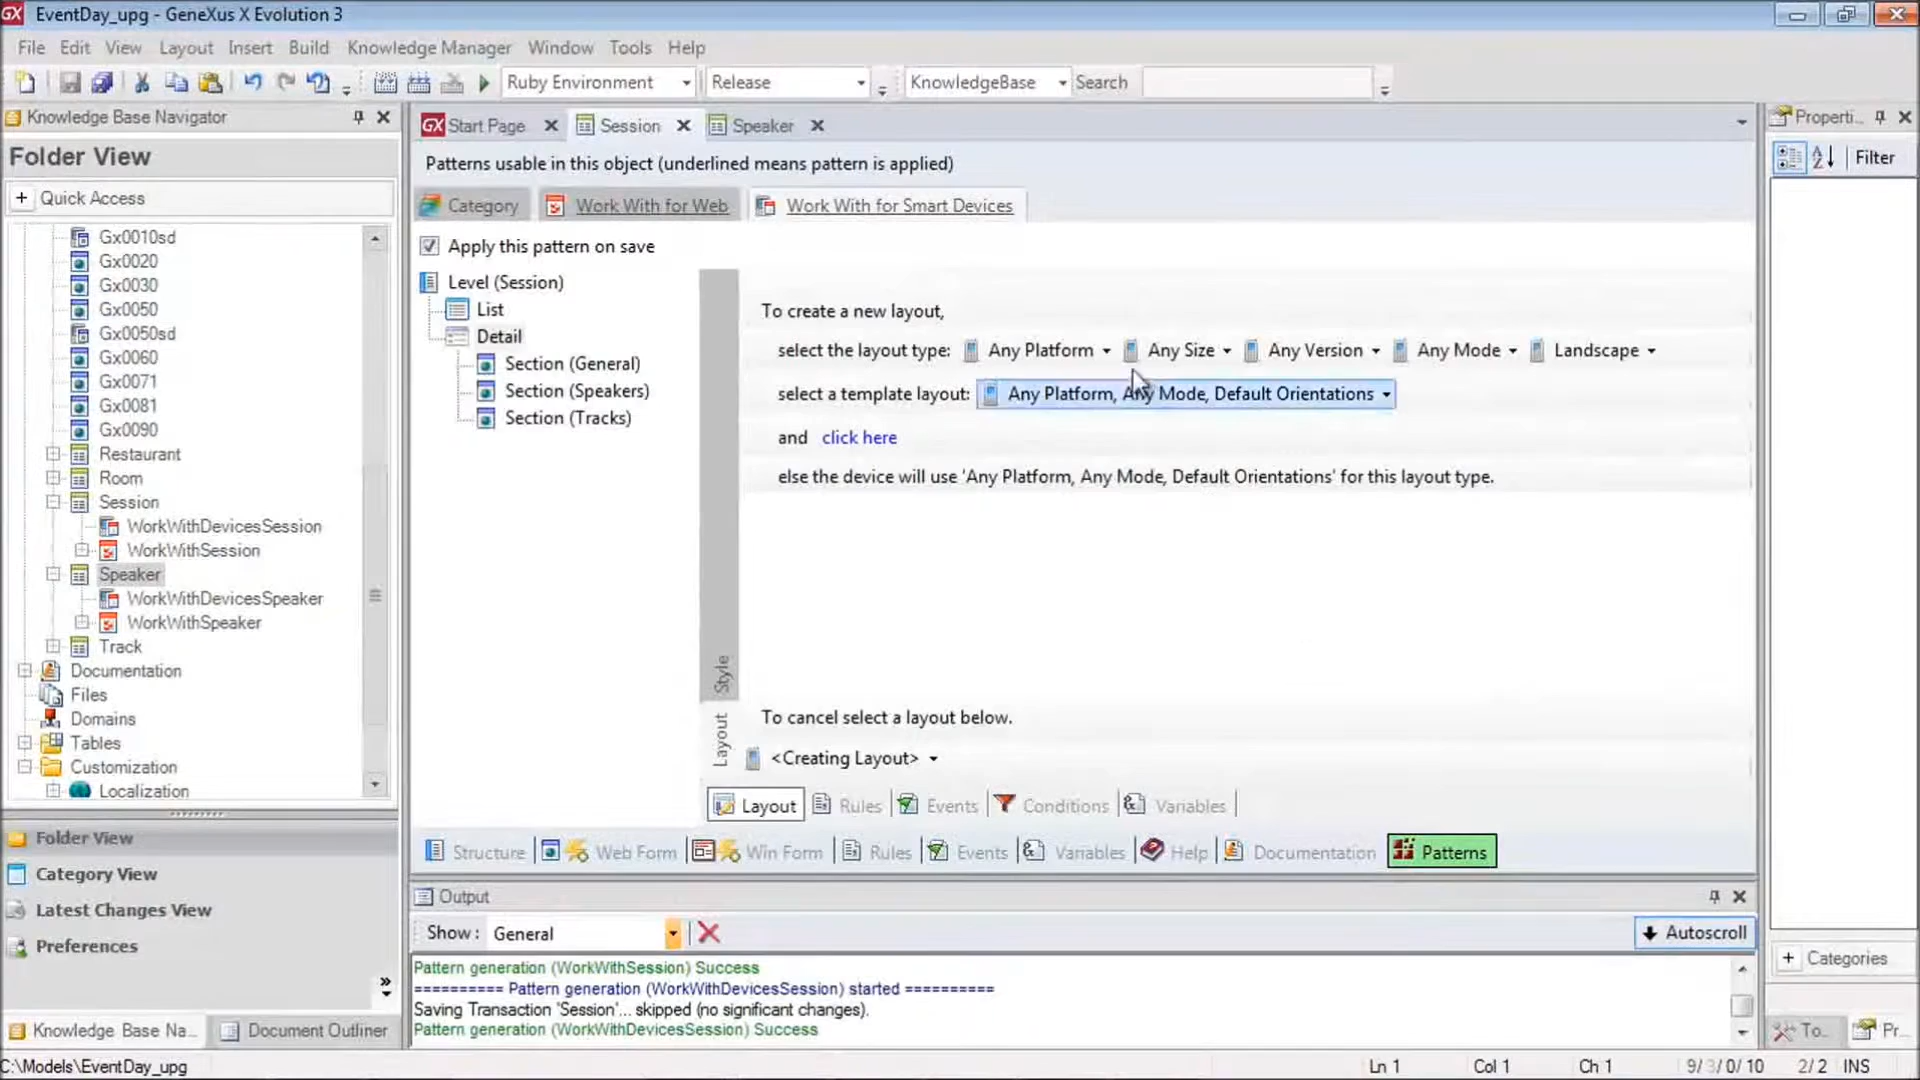 EventDay_upg - GeneXus X Evolution 3
File Edit View Layout Insert Build Knowledge Manager Window Tools Help
Ruby Environment Release KnowledgeBase Search
Knowledge Base Navigator
Folder View
Quick Access
Gx0010sd
Gx0020
Gx0030
Gx0050
Gx0050sd
Gx0060
Gx0071
Gx0081
Gx0090
Restaurant
Room
Session
WorkWithDevicesSession
WorkWithSession
Speaker
WorkWithDevicesSpeaker
WorkWithSpeaker
Track
Documentation
Files
Domains
Tables
Customization
Localization
Folder View
Category View
Latest Changes View
Preferences
Knowledge Base Na... Document Outliner
Start Page Session Speaker
Patterns usable in this object (underlined means pattern is applied)
Category Work With for Web Work With for Smart Devices
Apply this pattern on save
Level (Session)
List
Detail
Section (General)
Section (Speakers)
Section (Tracks)
Style
Layout
To create a new layout,
select the layout type: Any Platform Any Size Any Version Any Mode Landscape
select a template layout: Any Platform, Any Mode, Default Orientations
and click here
else the device will use 'Any Platform, Any Mode, Default Orientations' for this layout type.
To cancel select a layout below.
<Creating Layout>
Layout Rules Events Conditions Variables
Structure Web Form Win Form Rules Events Variables Help Documentation Patterns
Output
Show: General Autoscroll
Pattern generation (WorkWithSession) Success
========== Pattern generation (WorkWithDevicesSession) started ==========
Saving Transaction 'Session'... skipped (no significant changes).
Pattern generation (WorkWithDevicesSession) Success
Properti...
Filter
Categories
To... Pr...
C:\Models\EventDay_upg Ln 1 Col 1 Ch 1 9/3/0/10 2/2 INS